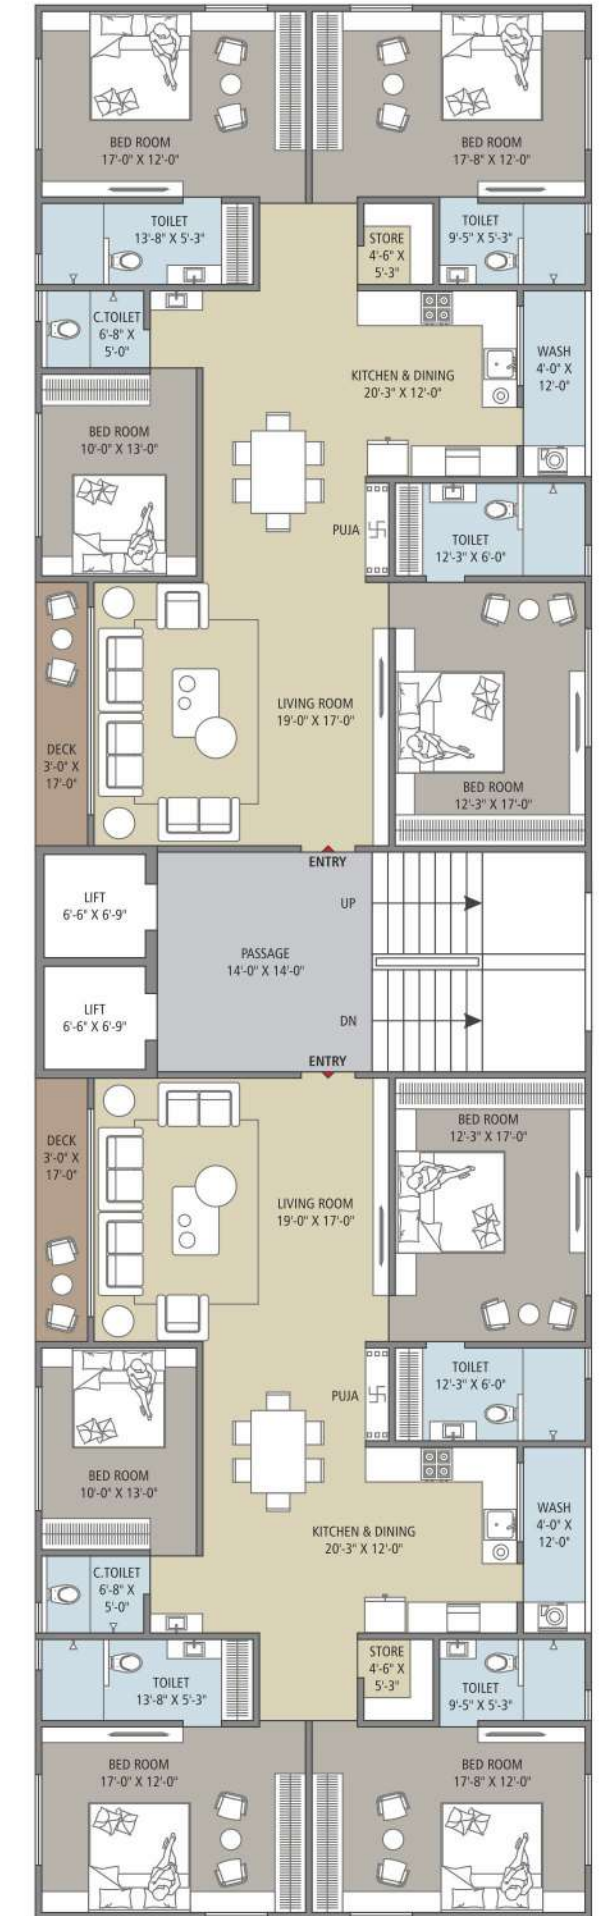 BED ROOM
17'-0" X 12'-0"
BED ROOM
17'-8" X 12'-0"
TOILET
13'-8" X 5'-3"
STORE
4'-6" X
5'-3"
TOILET
9'-5" X 5'-3"
C.TOILET
6'-8" X
5'-0"
KITCHEN & DINING
20'-3" X 12'-0"
WASH
4'-0" X
12'-0"
BED ROOM
10'-0" X 13'-0"
PUJA
TOILET
12'-3" X 6'-0"
DECK
3'-0" X
17'-0"
LIVING ROOM
19'-0" X 17'-0"
BED ROOM
12'-3" X 17'-0"
ENTRY
LIFT
6'-6" X 6'-9"
UP
PASSAGE
14'-0" X 14'-0"
LIFT
6'-6" X 6'-9"
DN
ENTRY
DECK
3'-0" X
17'-0"
BED ROOM
12'-3" X 17'-0"
LIVING ROOM
19'-0" X 17'-0"
TOILET
12'-3" X 6'-0"
PUJA
BED ROOM
10'-0" X 13'-0"
KITCHEN & DINING
20'-3" X 12'-0"
WASH
4'-0" X
12'-0"
C.TOILET
6'-8" X
5'-0"
TOILET
13'-8" X 5'-3"
STORE
4'-6" X
5'-3"
TOILET
9'-5" X 5'-3"
BED ROOM
17'-0" X 12'-0"
BED ROOM
17'-8" X 12'-0"